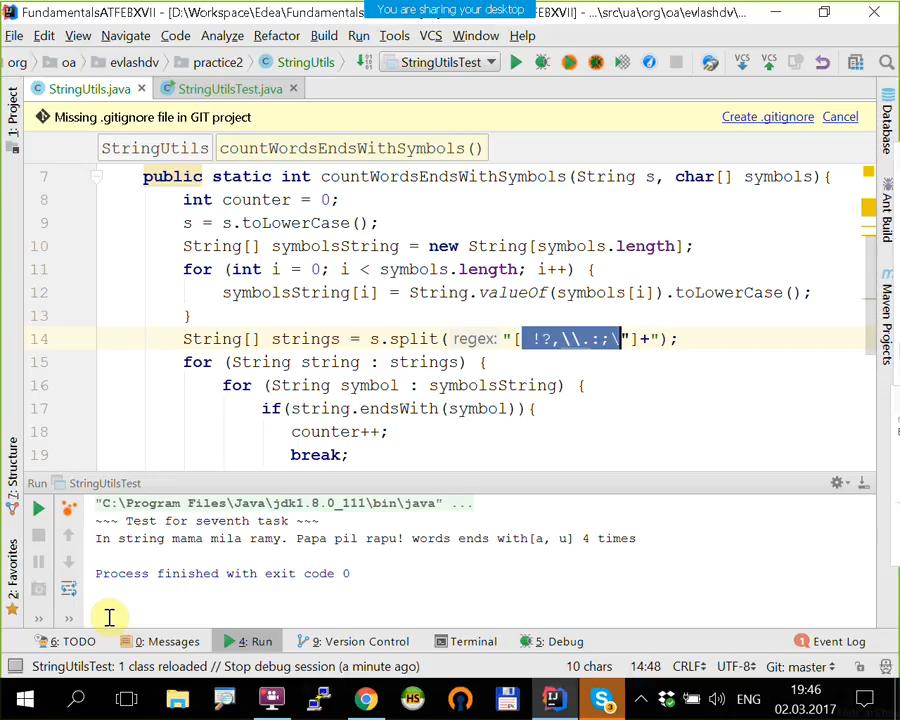 FundamentalsATFEBXVII - [D:\Workspace\Edea\Fundamentals
You are sharing your desktop
EBXVII] - ...\src\ua\org\oa\evlashdv\...
File Edit View Navigate Code Analyze Refactor Build Run Tools VCS Window Help
org oa evlashdv practice2 StringUtils StringUtilsTest VCS VCS
StringUtils.java StringUtilsTest.java
Missing .gitignore file in GIT project Create .gitignore Cancel
StringUtils countWordsEndsWithSymbols()
7 public static int countWordsEndsWithSymbols(String s, char[] symbols){
8 int counter = 0;
9 s = s.toLowerCase();
10 String[] symbolsString = new String[symbols.length];
11 for (int i = 0; i < symbols.length; i++) {
12 symbolsString[i] = String.valueOf(symbols[i]).toLowerCase();
13 }
14 String[] strings = s.split( regex: "[ !?,\\.:;\"]+");
15 for (String string : strings) {
16 for (String symbol : symbolsString) {
17 if(string.endsWith(symbol)){
18 counter++;
19 break;
1: Project
7: Structure
2: Favorites
Database
Ant Build
Maven Projects
Run StringUtilsTest
"C:\Program Files\Java\jdk1.8.0_111\bin\java" ...
~~~ Test for seventh task ~~~
In string mama mila ramy. Papa pil rapu! words ends with[a, u] 4 times
Process finished with exit code 0
6: TODO 0: Messages 4: Run 9: Version Control Terminal 5: Debug 1 Event Log
StringUtilsTest: 1 class reloaded // Stop debug session (a minute ago) 10 chars 14:48 CRLF UTF-8 Git: master
HS 3 ENG 19:46
02.03.2017